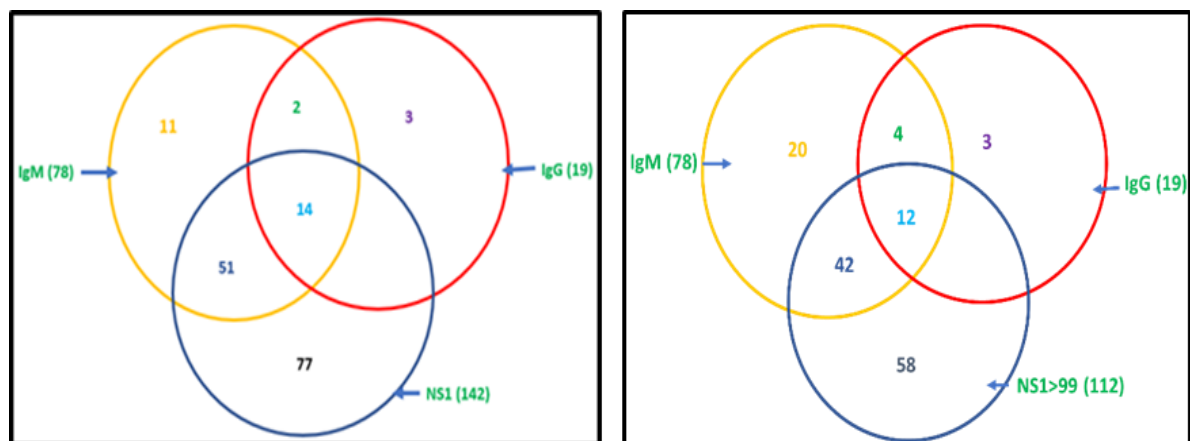 2
11
3
IgM (78)
IgG (19)
14
51
77
NS1 (142)
4
20
3
IgM (78)
IgG (19)
12
42
58
NS1>99 (112)